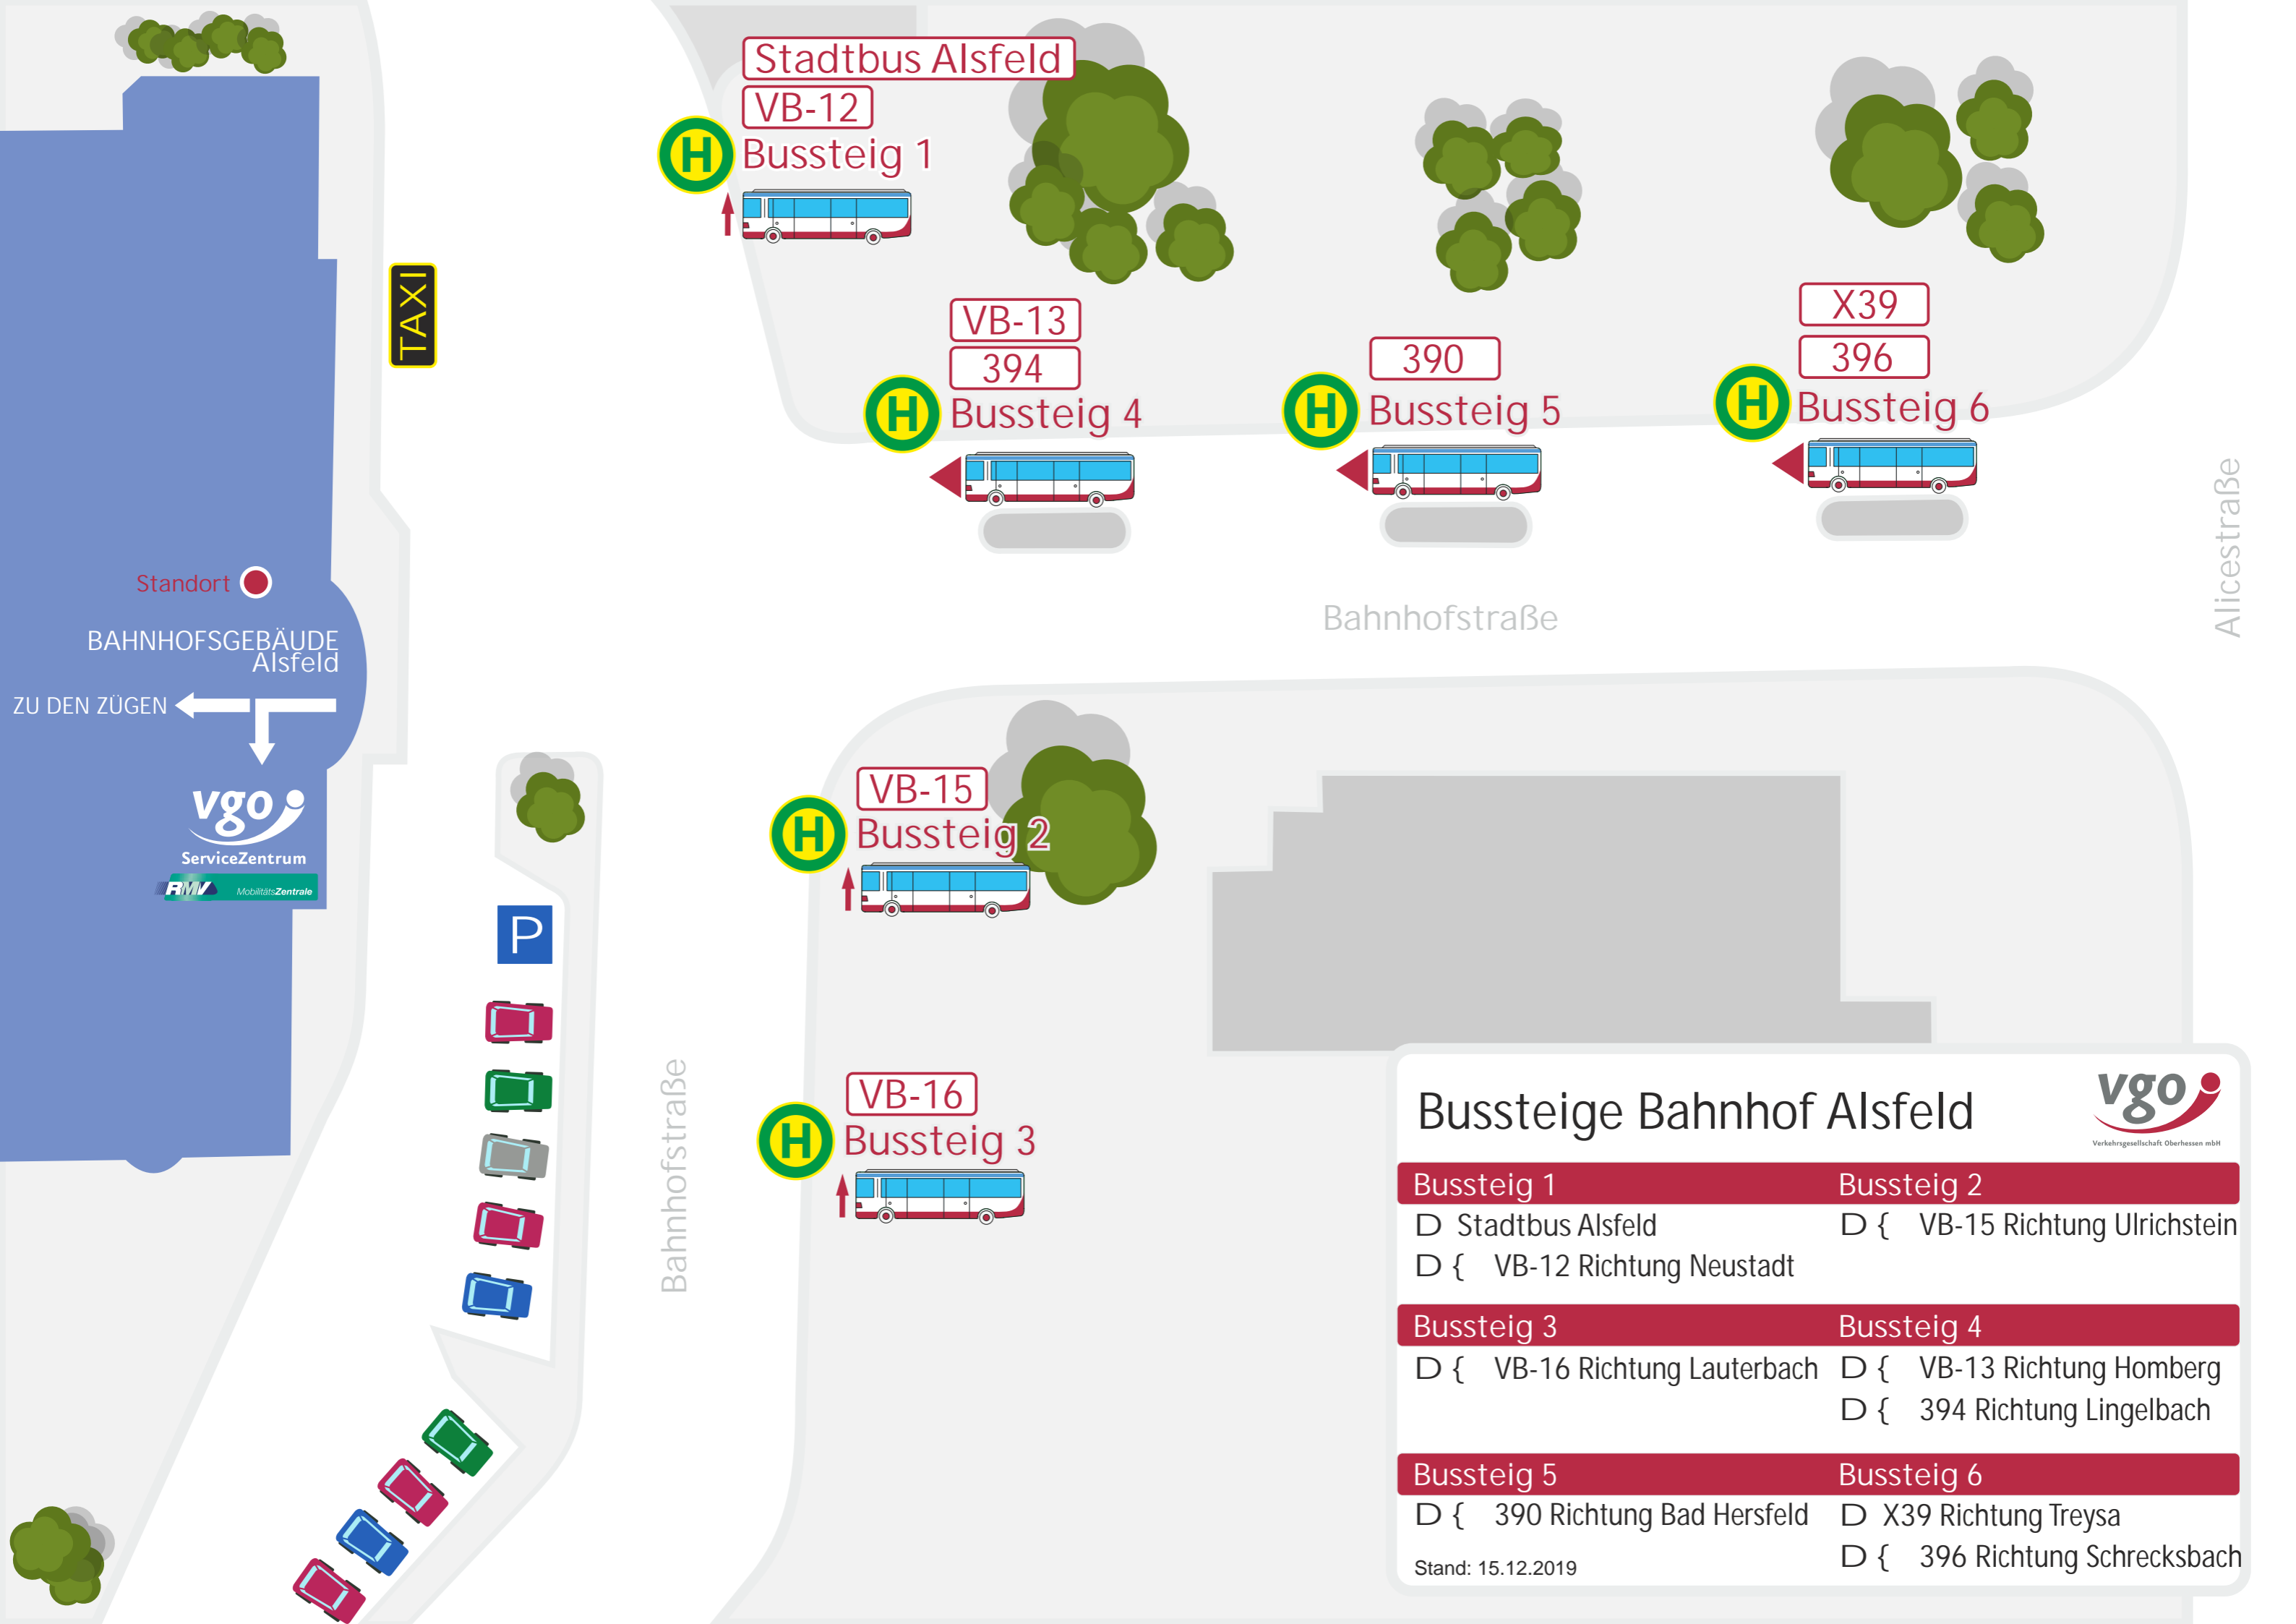 Stadtbus Alsfeld
VB-12
H
Bussteig 1
TAXI
VB-13
394
H
Bussteig 4
390
H
Bussteig 5
X39
396
H
Bussteig 6
Alicestraße
Bahnhofstraße
Standort
BAHNHOFSGEBÄUDE
Alsfeld
ZU DEN ZÜGEN
vgo
ServiceZentrum
RMV MobilitätsZentrale
P
VB-15
H
Bussteig 2
Bahnhofstraße
VB-16
H
Bussteig 3
Bussteige Bahnhof Alsfeld
vgo
Verkehrsgesellschaft Oberhessen mbH
Bussteig 1
D Stadtbus Alsfeld
D { VB-12 Richtung Neustadt
Bussteig 2
D { VB-15 Richtung Ulrichstein
Bussteig 3
D { VB-16 Richtung Lauterbach
Bussteig 4
D { VB-13 Richtung Homberg
D { 394 Richtung Lingelbach
Bussteig 5
D { 390 Richtung Bad Hersfeld
Bussteig 6
D X39 Richtung Treysa
D { 396 Richtung Schrecksbach
Stand: 15.12.2019